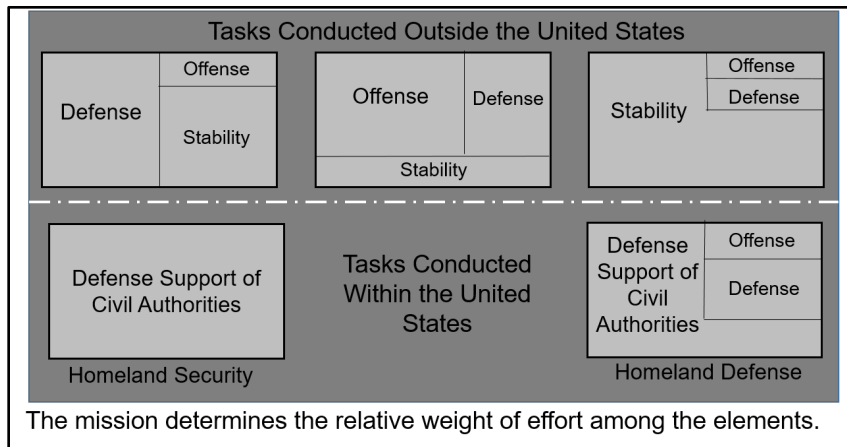 Tasks Conducted Outside the United States
Defense
Offense
Stability
Offense
Defense
Stability
Stability
Offense
Defense
Defense Support of
Civil Authorities
Homeland Security
Tasks Conducted
Within the United
States
Defense
Support of
Civil
Authorities
Offense
Defense
Homeland Defense
The mission determines the relative weight of effort among the elements.